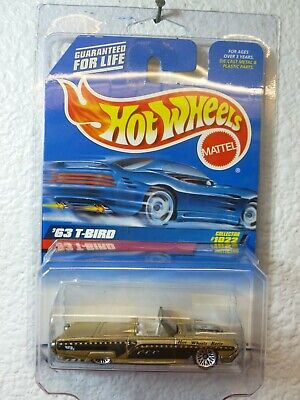 GUARANTEED
FOR LIFE
FOR AGES
OVER 3 YEARS.
DIE CAST METAL &
PLASTIC PARTS.
HOT WHEELS
MATTEL
®
'63 T-BIRD
'63 T-BIRD
COLLECTOR
#1022